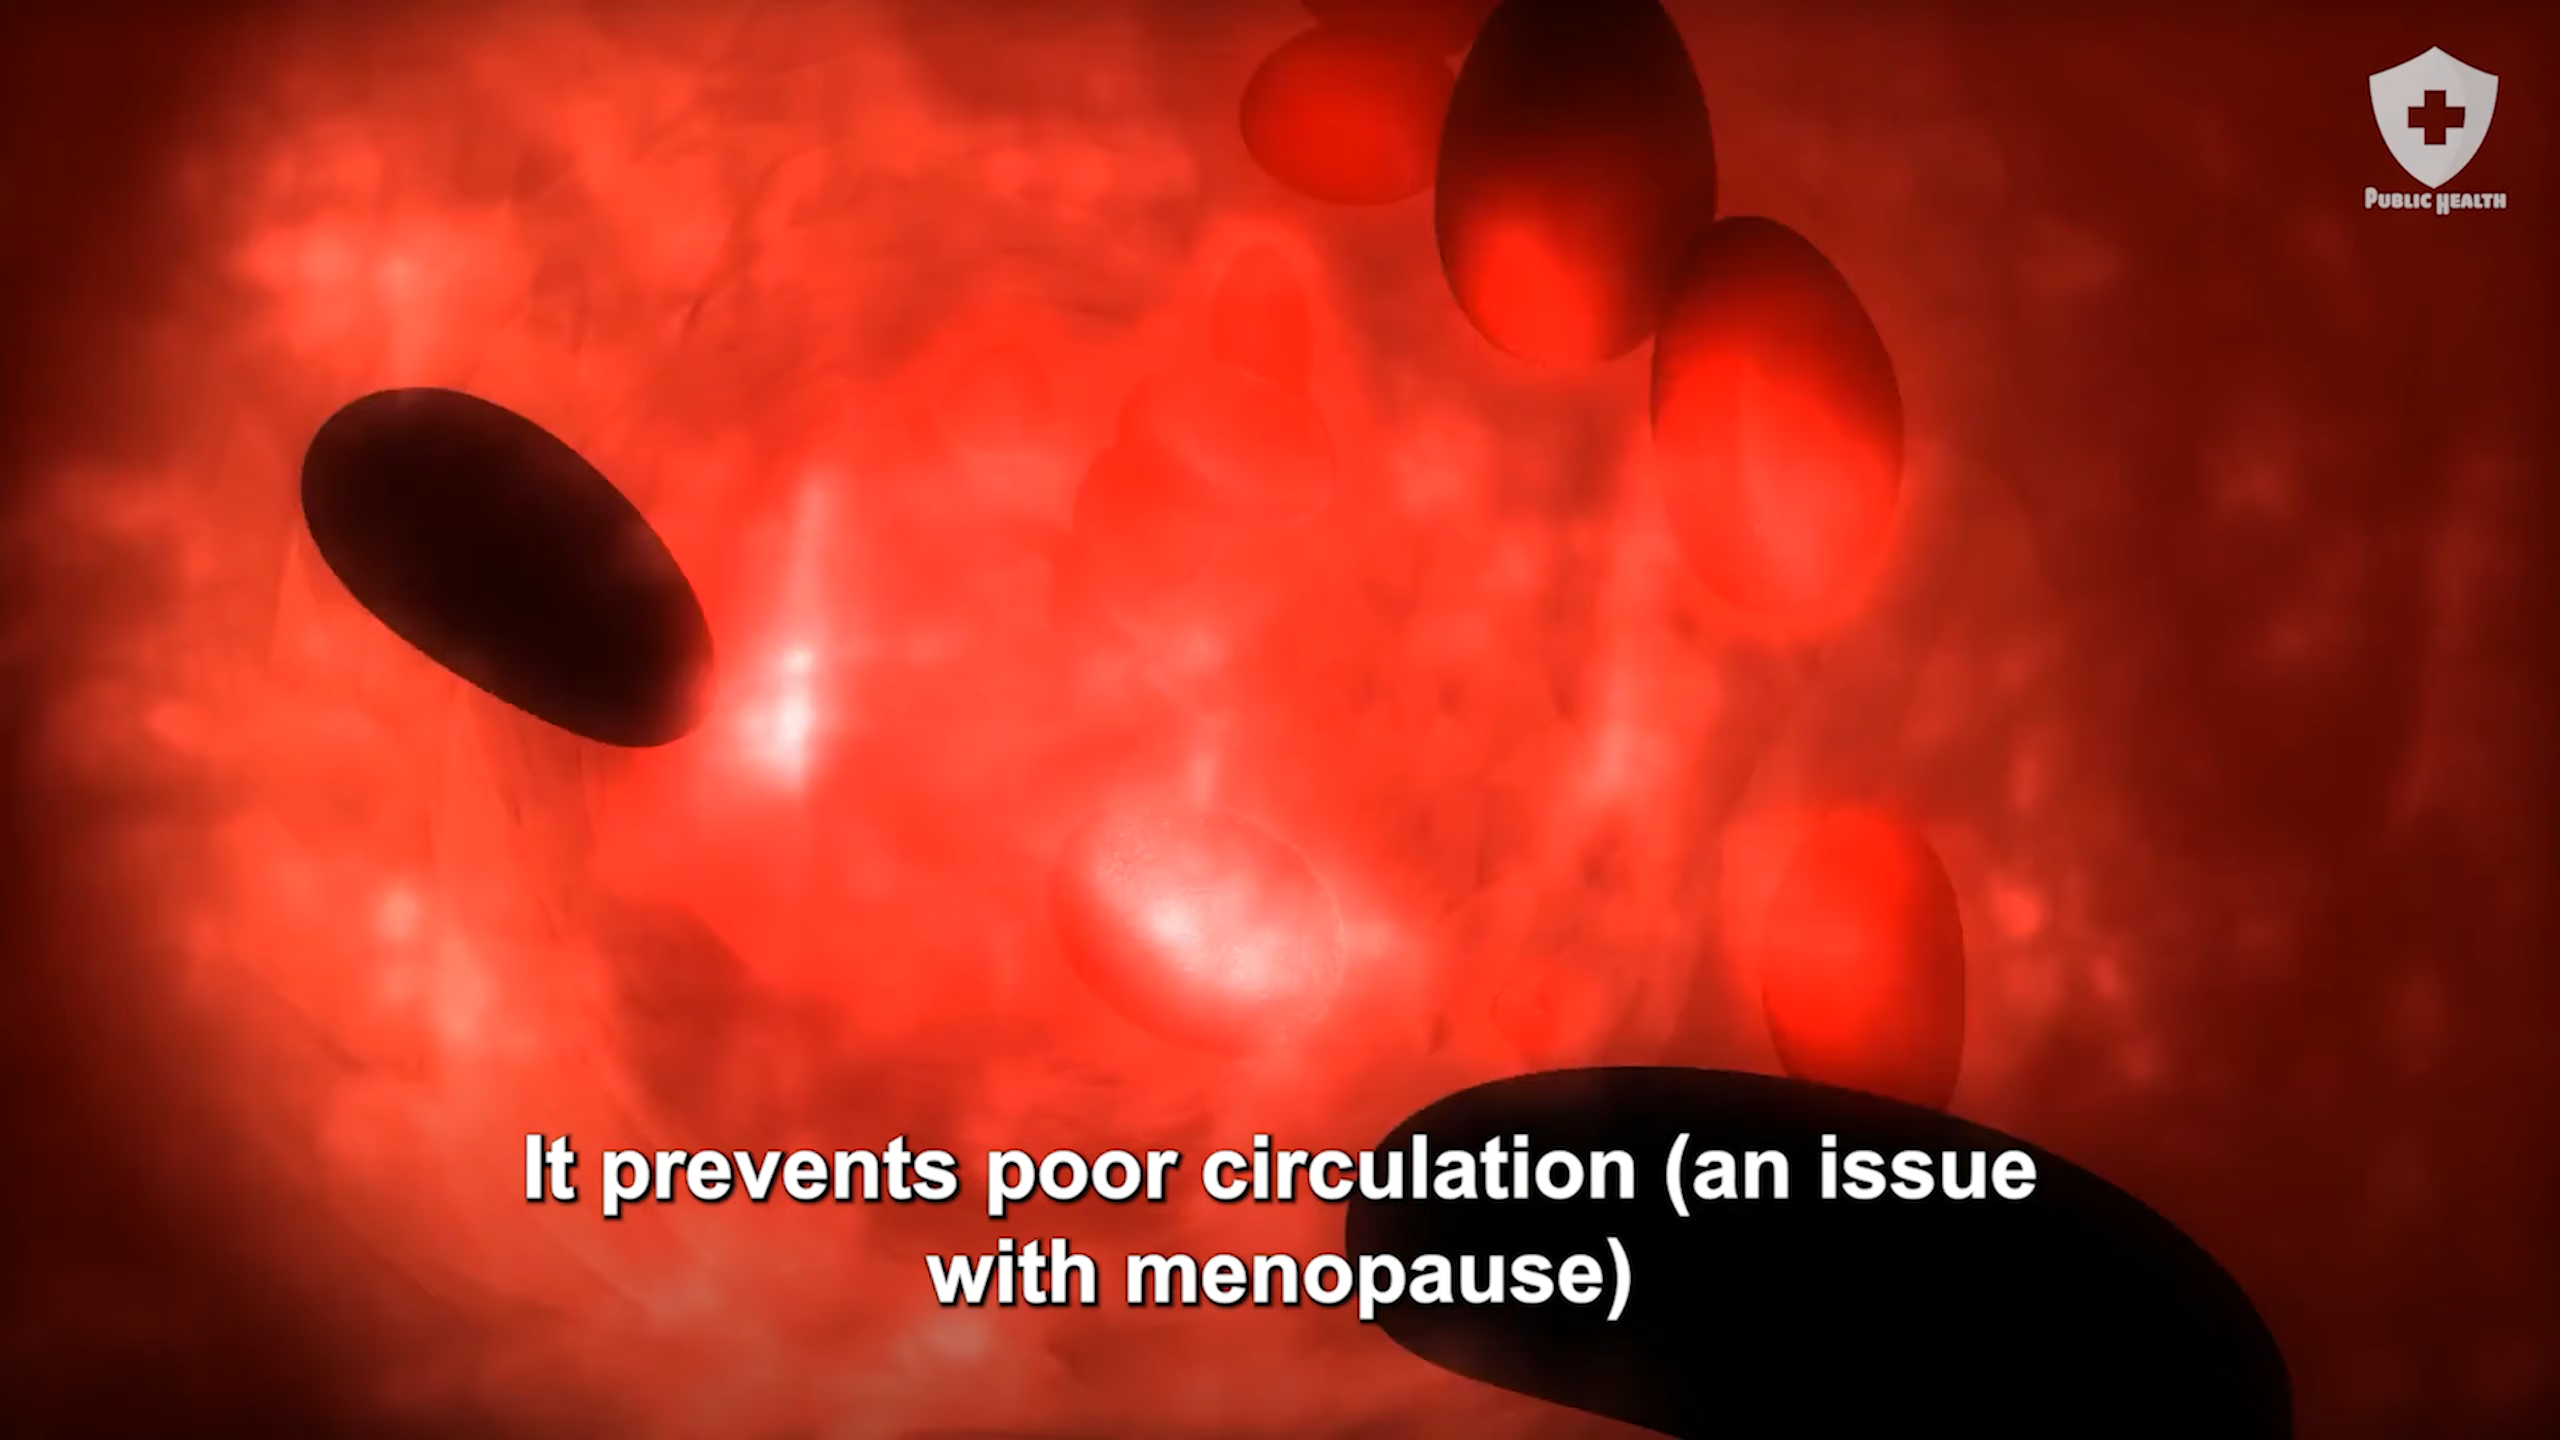 PUBLIC HEALTH
It prevents poor circulation (an issue
with menopause)